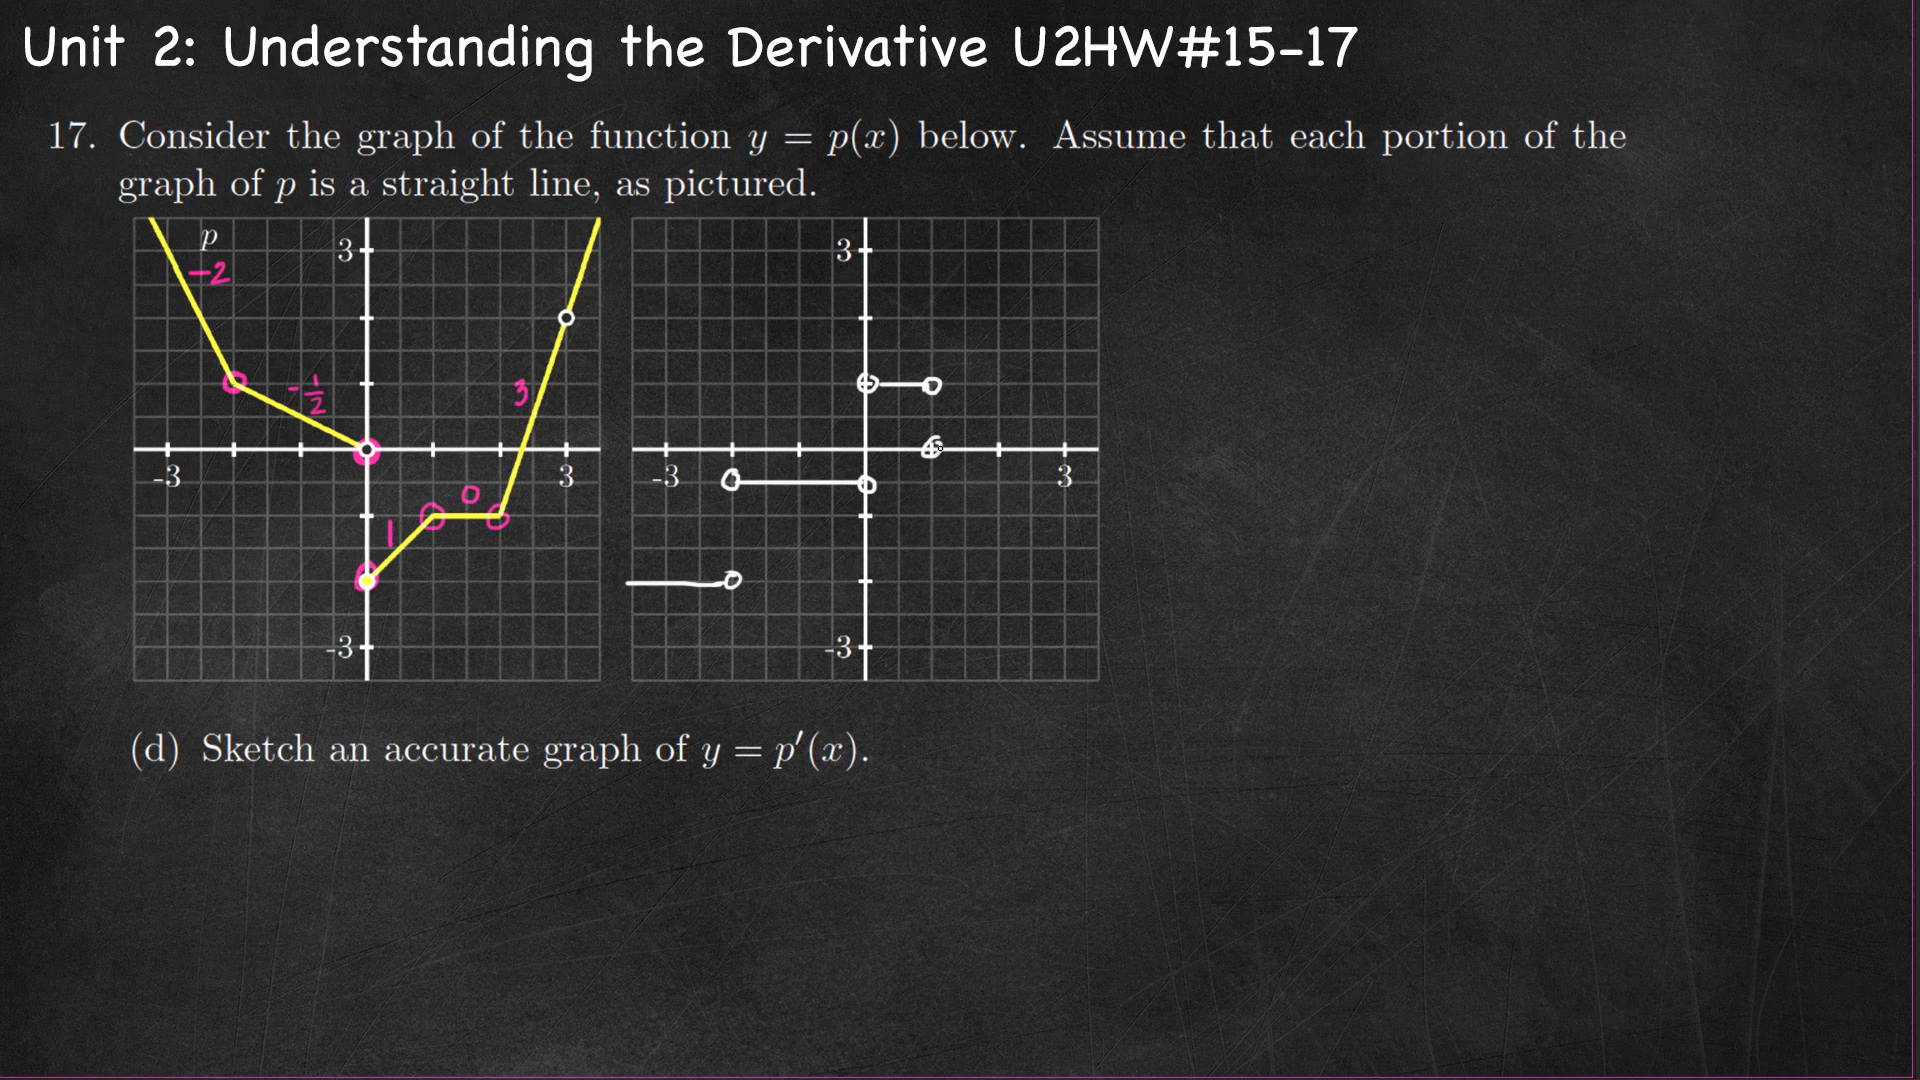 Unit 2: Understanding the Derivative U2HW#15-17
17. Consider the graph of the function y = p(x) below. Assume that each portion of the
graph of p is a straight line, as pictured.
p
-2
3
-1/2
3
-3
3
0
1
-3
3
-3
3
-3
(d) Sketch an accurate graph of y = p′(x).